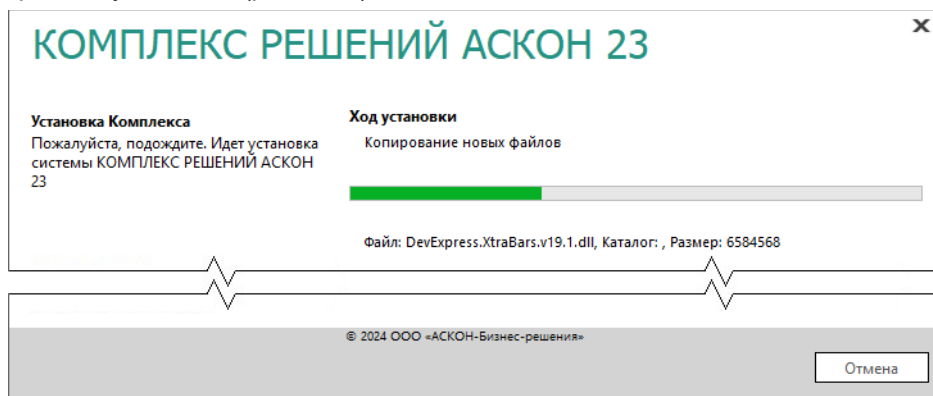 КОМПЛЕКС РЕШЕНИЙ АСКОН 23
Установка Комплекса
Пожалуйста, подождите. Идет установка
системы КОМПЛЕКС РЕШЕНИЙ АСКОН
23
Ход установки
Копирование новых файлов
Файл: DevExpress.XtraBars.v19.1.dll, Каталог: , Размер: 6584568
© 2024 ООО «АСКОН-Бизнес-решения»
Отмена